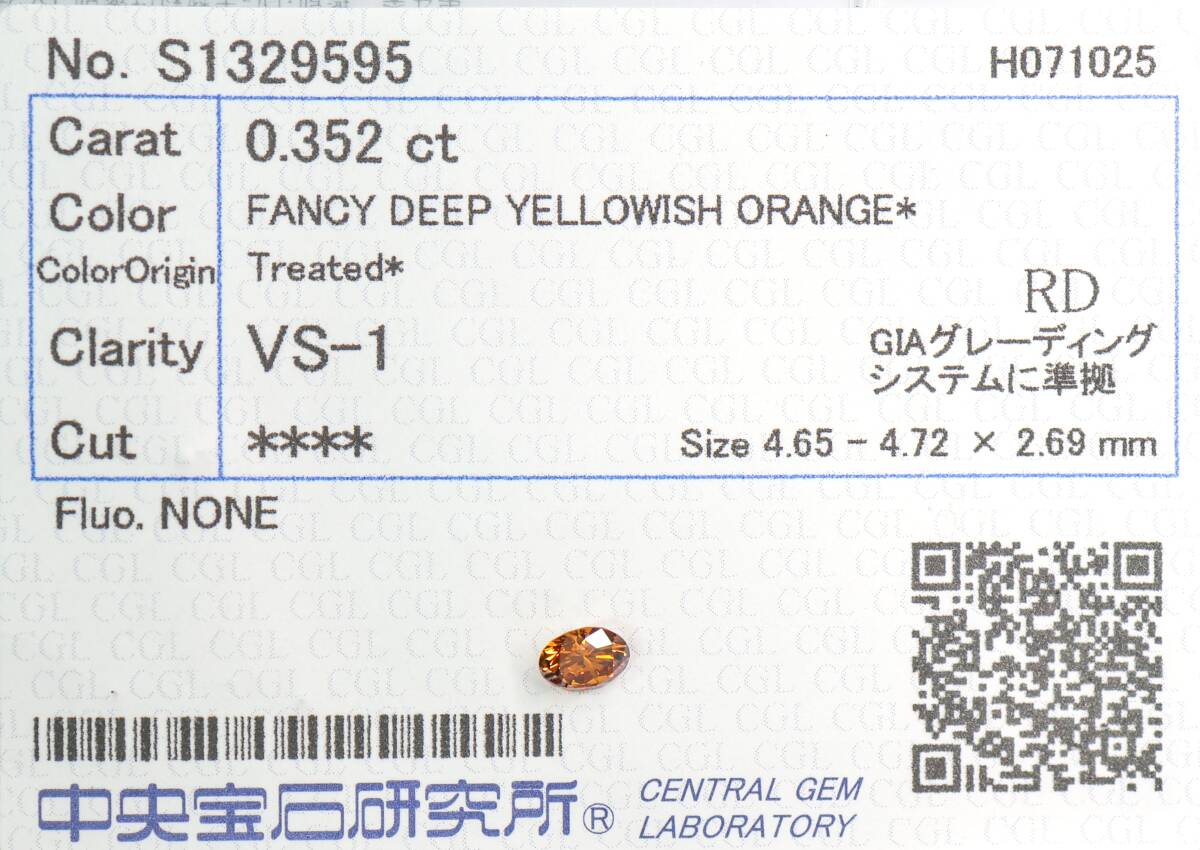 No. S1329595 H071025
Carat 0.352 ct
Color FANCY DEEP YELLOWISH ORANGE*
ColorOrigin Treated*
RD
Clarity VS-1 GIAグレーディング
システムに準拠
Cut **** Size 4.65 - 4.72 × 2.69 mm
Fluo. NONE
中央宝石研究所® CENTRAL GEM
LABORATORY